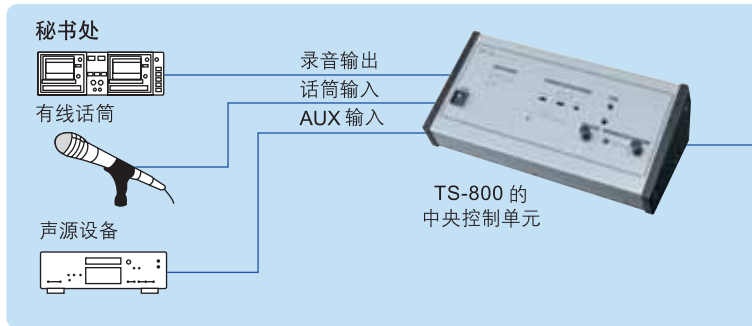 秘书处
录音输出
有线话筒
话筒输入
AUX 输入
TS-800 的
中央控制单元
声源设备